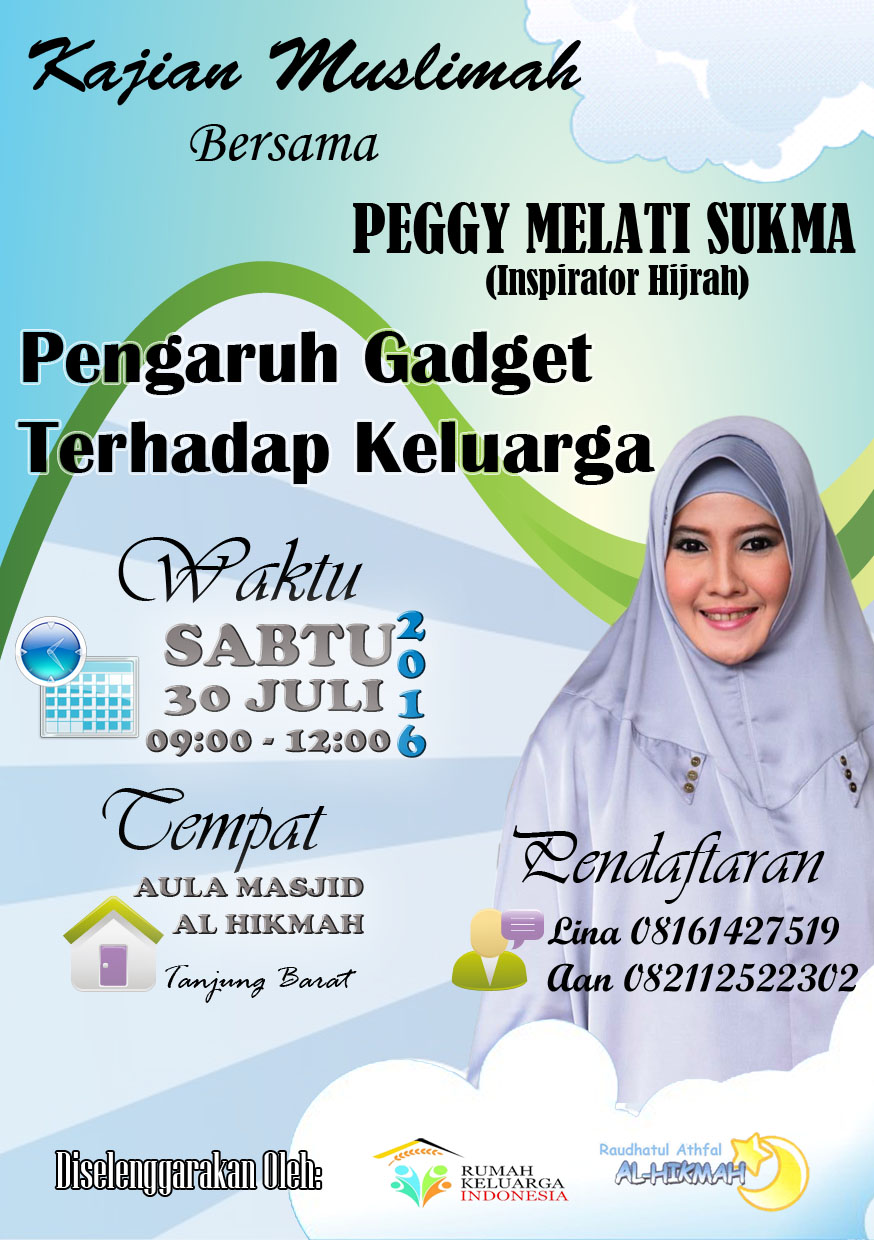 Kajian Muslimah
Bersama
PEGGY MELATI SUKMA
(Inspirator Hijrah)
Pengaruh Gadget
Terhadap Keluarga
Waktu
SABTU
30 JULI
2016
09:00 - 12:00
Tempat
AULA MASJID
AL HIKMAH
Tanjung Barat
Pendaftaran
Lina 08161427519
Aan 082112522302
Diselenggarakan Oleh:
RUMAH
KELUARGA
INDONESIA
Raudhatul Athfal
AL-HIKMAH